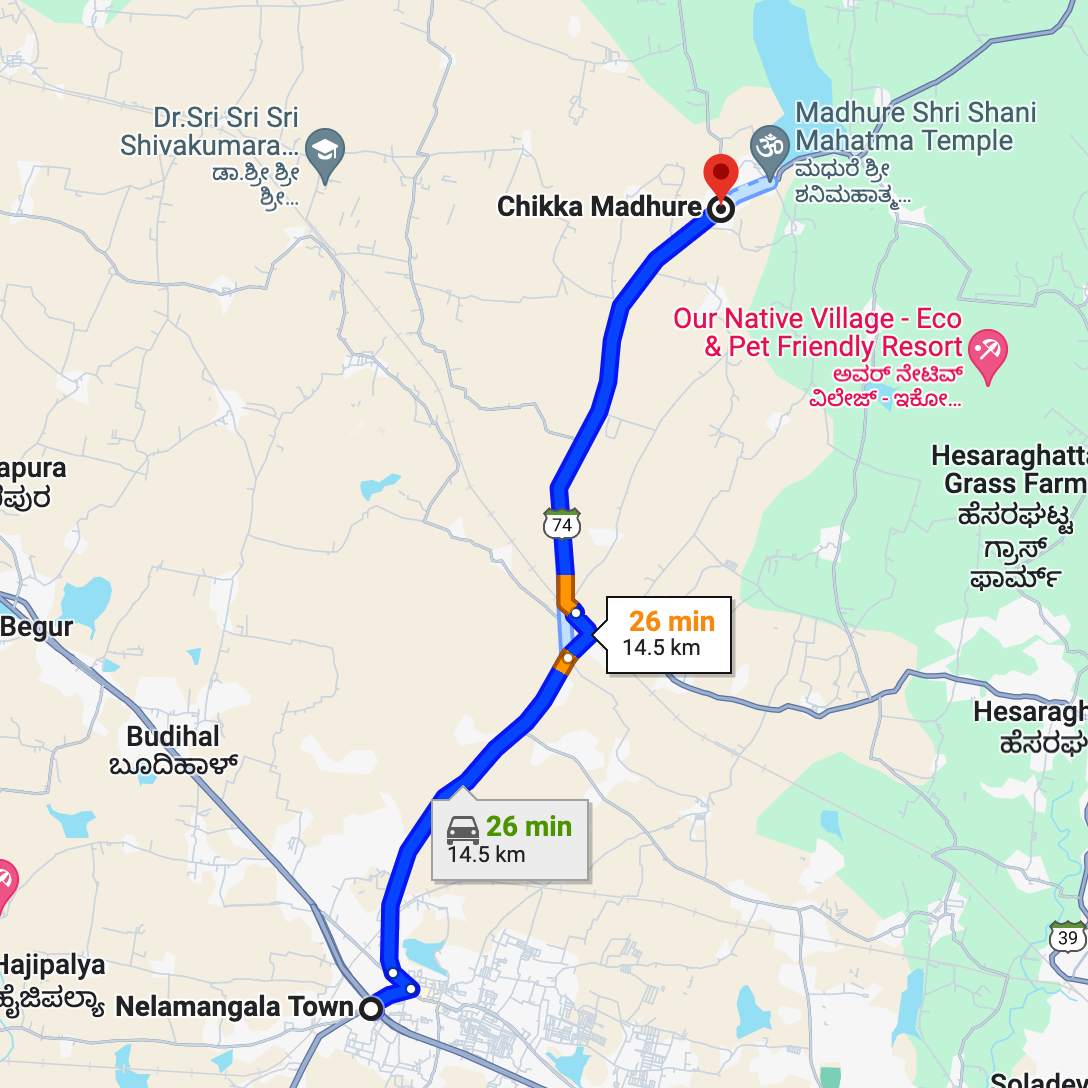 Dr.Sri Sri Sri
Shivakumara...
ಡಾ.ಶ್ರೀ ಶ್ರೀ
ಶ್ರೀ...
Madhure Shri Shani
Mahatma Temple
ಮಧುರೆ ಶ್ರೀ
ಶನಿಮಹಾತ್ಮ...
Chikka Madhure
Our Native Village - Eco
& Pet Friendly Resort
ಅವರ್ ನೇಟಿವ್
ವಿಲೇಜ್ - ಇಕೋ...
apura
ಪುರ
Hesaraghatta
Grass Farm
ಹೆಸರಘಟ್ಟ
ಗ್ರಾಸ್
ಫಾರ್ಮ್
74
Begur
26 min
14.5 km
Budihal
ಬೂದಿಹಾಳ್
Hesaragh
ಹೆಸರಘ
26 min
14.5 km
39
Hajipalya
ಹೈಜಿಪಲ್ಯಾ
Nelamangala Town
Soladev